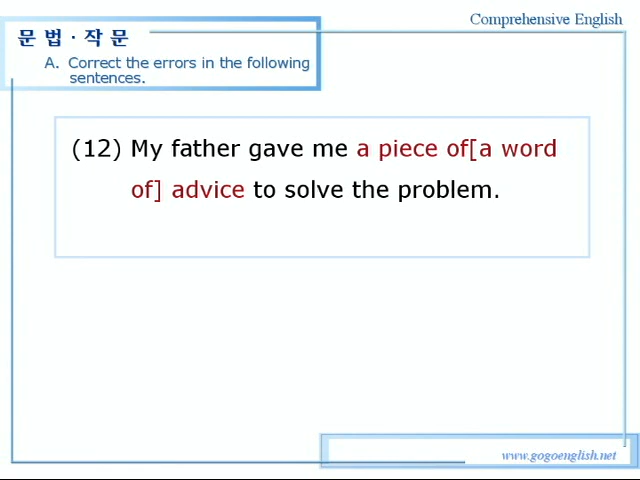 Comprehensive English
문 법 · 작 문
A. Correct the errors in the following
sentences.
(12) My father gave me a piece of[a word
of] advice to solve the problem.
www.gogoenglish.net